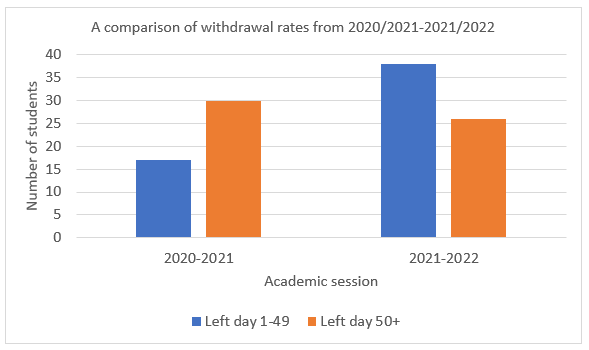 A comparison of withdrawal rates from 2020/2021-2021/2022
Number of students
40
35
30
25
20
15
10
5
0
2020-2021 2021-2022
Academic session
Left day 1-49 Left day 50+